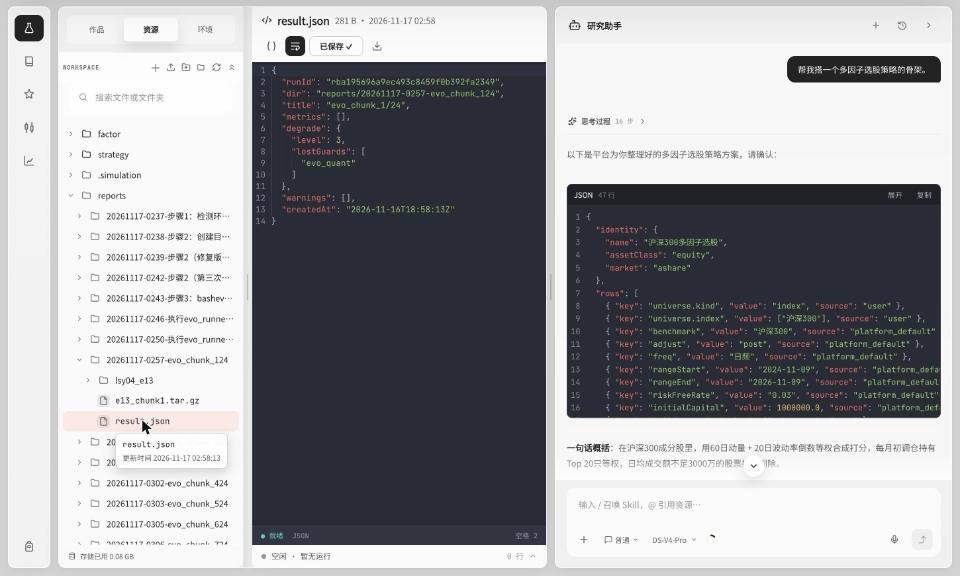 作品
资源
环境
WORKSPACE
搜索文件或文件夹
factor
strategy
.simulation
reports
20261117-0237-步骤1：检测环···
20261117-0238-步骤2：创建目···
20261117-0239-步骤2（修复版···
20261117-0242-步骤2（第三次···
20261117-0243-步骤3：bashev···
20261117-0246-执行evo_runne···
20261117-0250-执行evo_runne···
20261117-0257-evo_chunk_124
lsy04_e13
e13_chunk1.tar.gz
result.json
20
result.json
更新时间 2026-11-17 02:58:13
20
20261117-0302-evo_chunk_424
20261117-0303-evo_chunk_524
20261117-0305-evo_chunk_624
存储已用 0.08 GB
</> result.json 281 B • 2026-11-17 02:58
{ } 已保存 ✓
1 {
2 "runId": "rba195696a9ec493c8459f0b392fa2349",
3 "dir": "reports/20261117-0257-evo_chunk_124",
4 "title": "evo_chunk_1/24",
5 "metrics": [],
6 "degrade": {
7 "level": 3,
8 "lostGuards": [
9 "evo_quant"
10 ]
11 },
12 "warnings": [],
13 "createdAt": "2026-11-16T18:58:13Z"
14 }
就绪 JSON 空格 2
空闲 • 暂无运行 0 行
研究助手
帮我搭一个多因子选股策略的骨架。
思考过程 16 步
以下是平台为你整理好的多因子选股策略方案，请确认：
JSON 47 行 展开 复制
1 {
2 "identity": {
3 "name": "沪深300多因子选股",
4 "assetClass": "equity",
5 "market": "ashare"
6 },
7 "rows": [
8 { "key": "universe.kind", "value": "index", "source": "user" },
9 { "key": "universe.index", "value": ["沪深300"], "source": "user" },
10 { "key": "benchmark", "value": "沪深300", "source": "platform_default"
11 { "key": "adjust", "value": "post", "source": "platform_default" },
12 { "key": "freq", "value": "日频", "source": "platform_default" },
13 { "key": "rangeStart", "value": "2024-11-09", "source": "platform_defa
14 { "key": "rangeEnd", "value": "2026-11-09", "source": "platform_defaul
15 { "key": "riskFreeRate", "value": "0.03", "source": "platform_default"
16 { "key": "initialCapital", "value": 1000000.0, "source": "platform_def
一句话概括：在沪深300成分股里，用60日动量 + 20日波动率倒数等权合成打分，每月初调仓持有
Top 20只等权，日均成交额不足3000万的股票 除。
输入 / 召唤 Skill，@ 引用资源···
普通 DS-V4-Pro